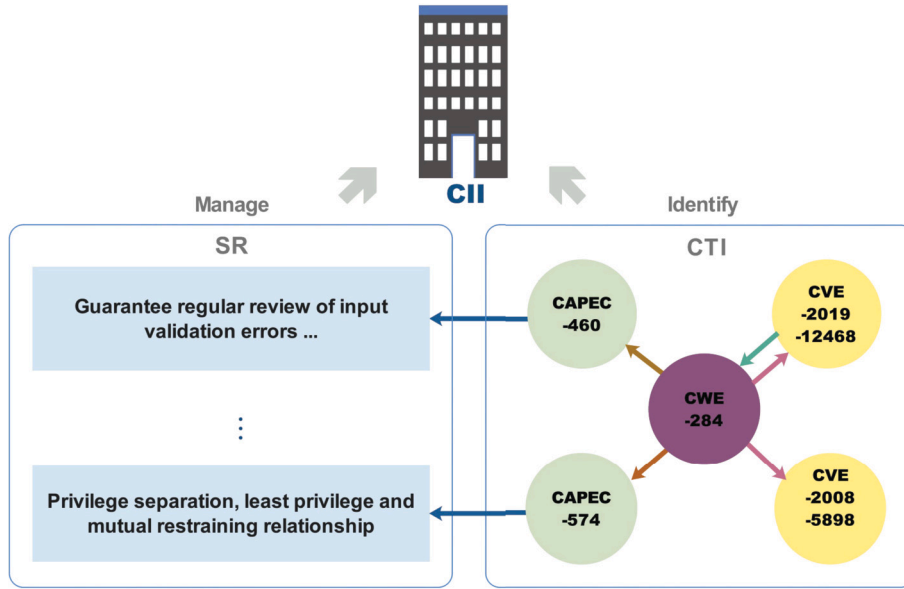 CII
Manage
Identify
SR
CTI
Guarantee regular review of input
validation errors ...
⋮
Privilege separation, least privilege and
mutual restraining relationship
CAPEC
-460
CVE
-2019
-12468
CWE
-284
CAPEC
-574
CVE
-2008
-5898